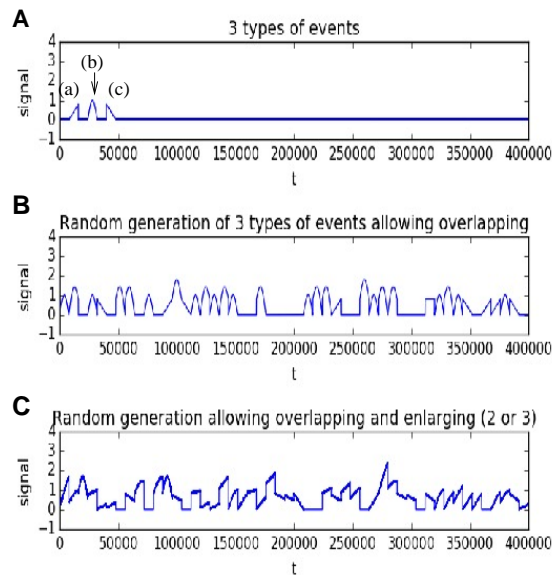 A
3 types of events
4
3
2
1
0
−1
signal
(a)
(b)
(c)
0 50000 100000 150000 200000 250000 300000 350000 400000
t
B
Random generation of 3 types of events allowing overlapping
4
3
2
1
0
−1
signal
0 50000 100000 150000 200000 250000 300000 350000 400000
t
C
Random generation allowing overlapping and enlarging (2 or 3)
4
3
2
1
0
−1
signal
0 50000 100000 150000 200000 250000 300000 350000 400000
t